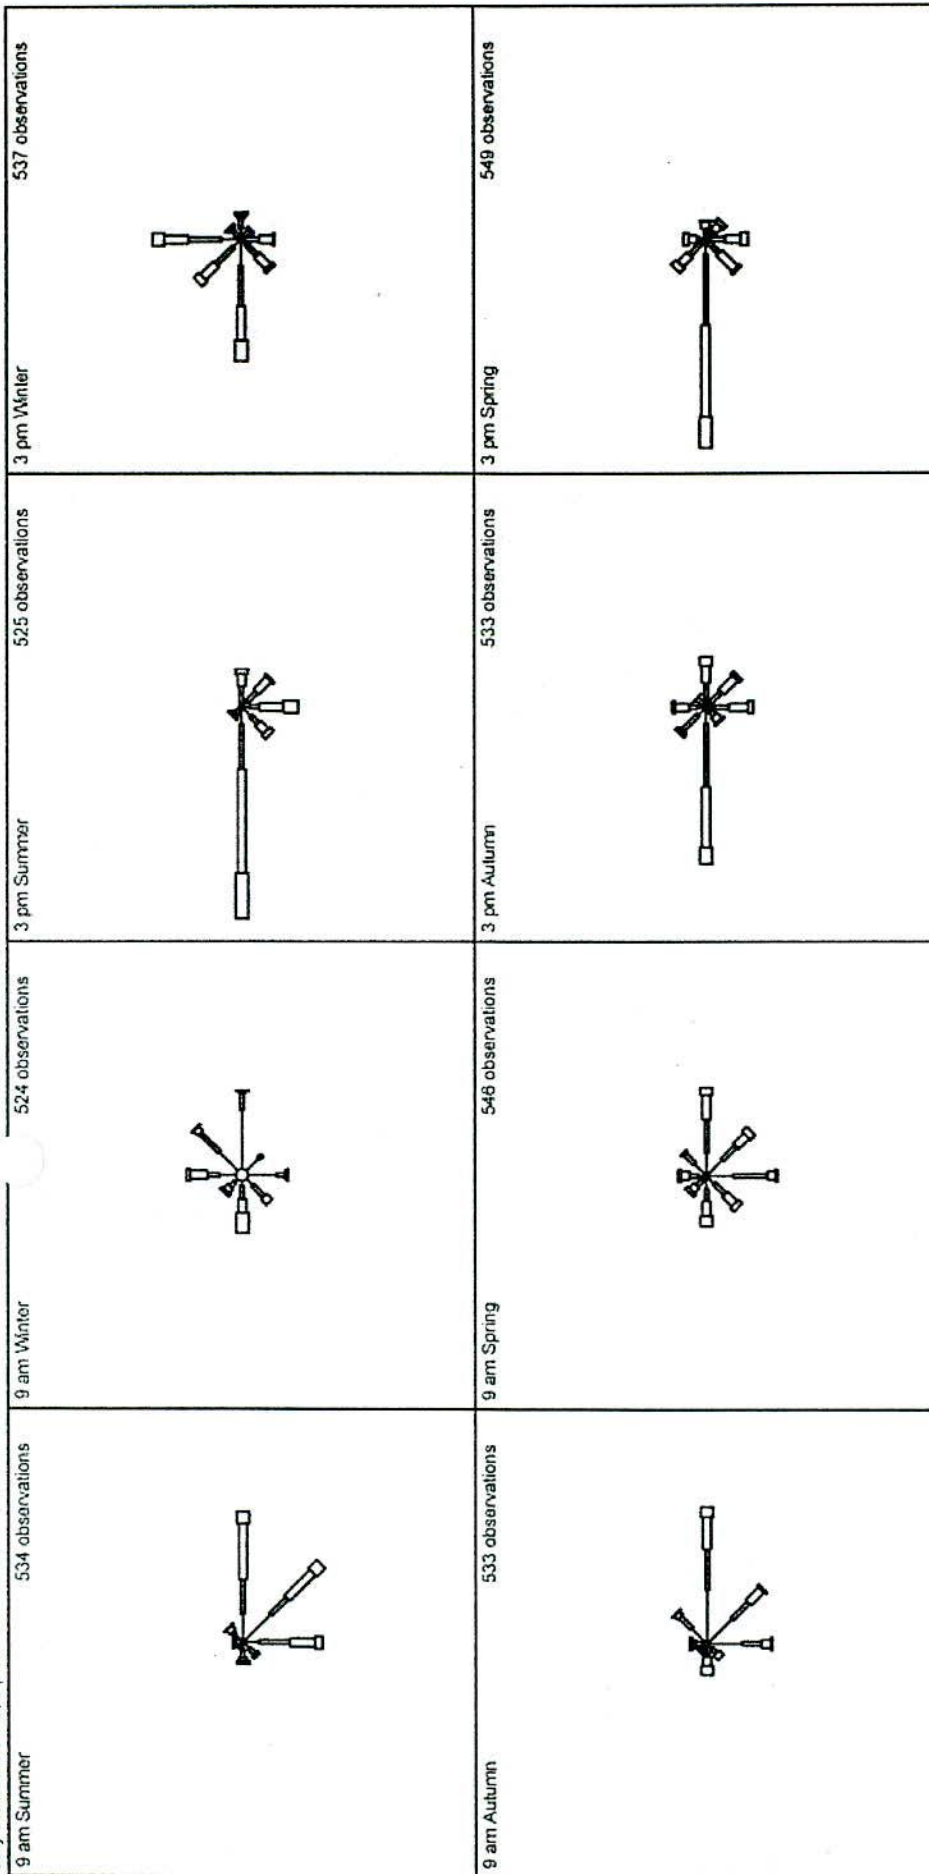 9 am Summer 534 observations
9 am Winter 524 observations
3 pm Summer 525 observations
3 pm Winter 537 observations
9 am Autumn 533 observations
9 am Spring 546 observations
3 pm Autumn 533 observations
3 pm Spring 549 observations